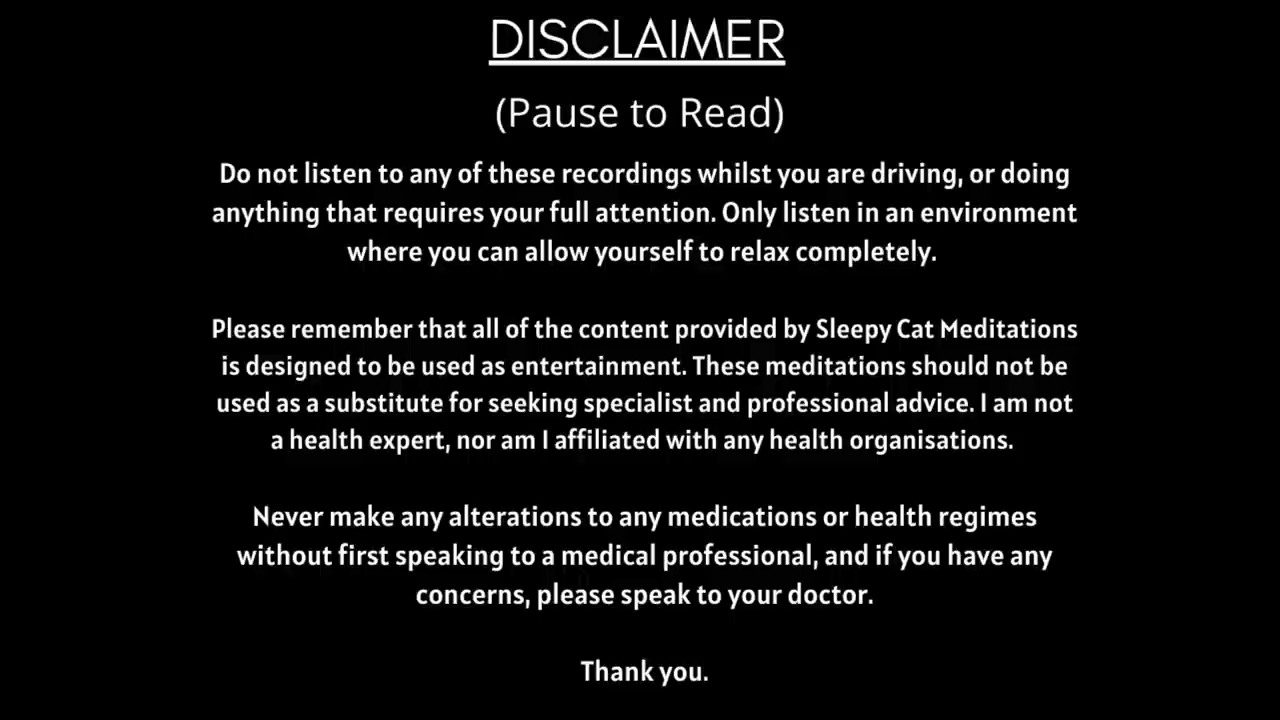 DISCLAIMER
(Pause to Read)
Do not listen to any of these recordings whilst you are driving, or doing
anything that requires your full attention. Only listen in an environment
where you can allow yourself to relax completely.
Please remember that all of the content provided by Sleepy Cat Meditations
is designed to be used as entertainment. These meditations should not be
used as a substitute for seeking specialist and professional advice. I am not
a health expert, nor am I affiliated with any health organisations.
Never make any alterations to any medications or health regimes
without first speaking to a medical professional, and if you have any
concerns, please speak to your doctor.
Thank you.